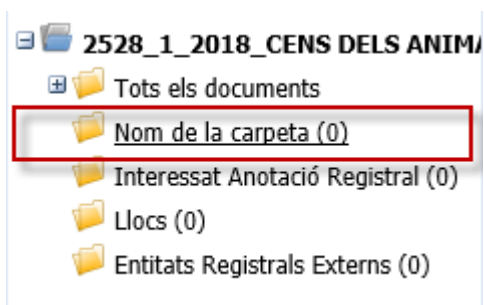 2528_1_2018_CENS DELS ANIMA
Tots els documents
Nom de la carpeta (0)
Interessat Anotació Registral (0)
Llocs (0)
Entitats Registrals Externs (0)